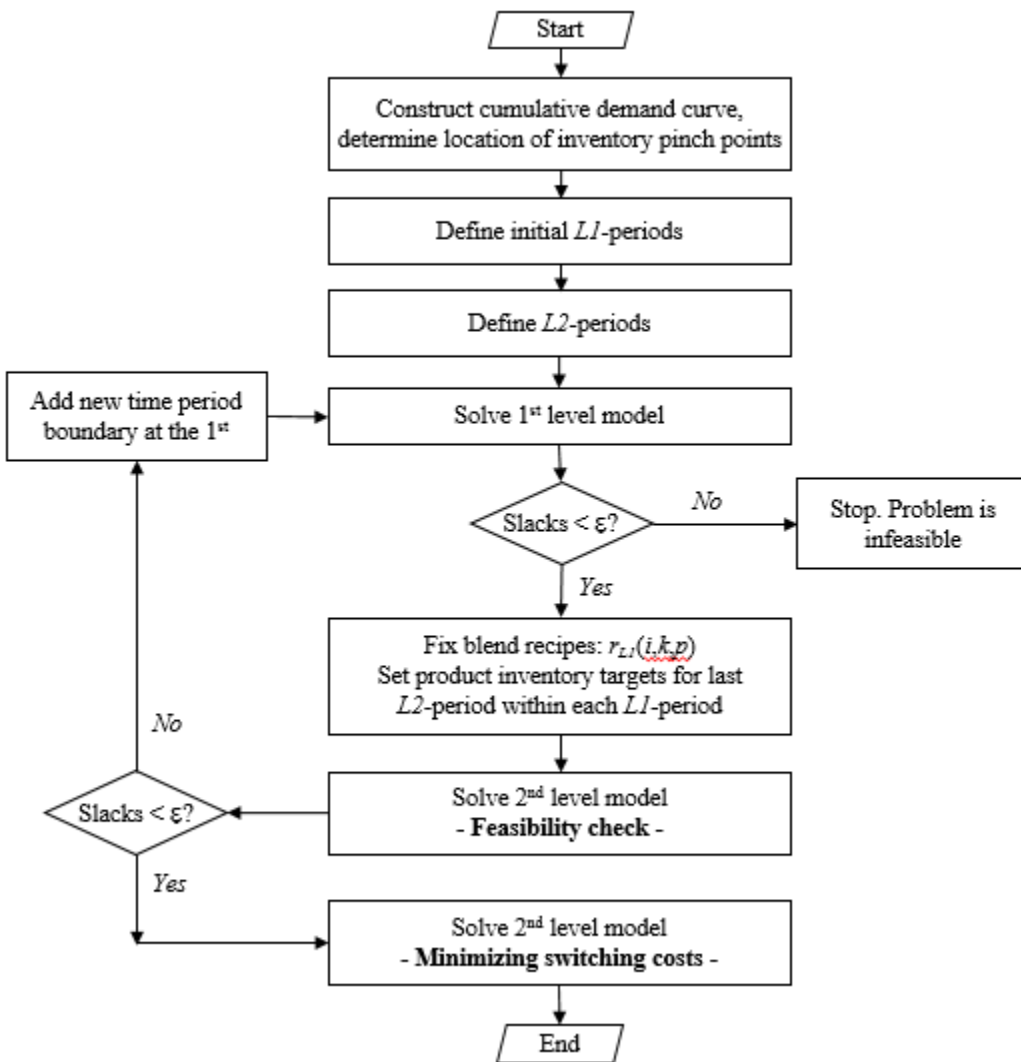 Start
Construct cumulative demand curve,
determine location of inventory pinch points
Define initial L1-periods
Define L2-periods
Add new time period
boundary at the 1st
Solve 1st level model
Slacks < ε?
No
Stop. Problem is
infeasible
Yes
Fix blend recipes: rL1(i,k,p)
Set product inventory targets for last
L2-period within each L1-period
No
Slacks < ε?
Solve 2nd level model
- Feasibility check -
Yes
Solve 2nd level model
- Minimizing switching costs -
End